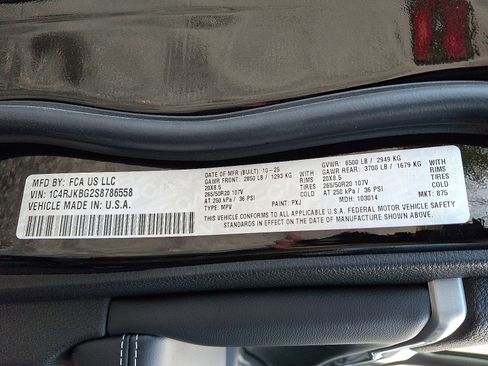 MFD BY: FCA US LLC
VIN: 1C4RJKBG2S8786558
VEHICLE MADE IN: U.S.A.
DATE OF MFR (BUILT): 10-25
GAWR FRONT: 2850 LB / 1293 KG
20X8.5 RIMS
265/50R20 107V TIRES
AT 250 kPa / 36 PSI COLD
TYPE: MPV PAINT: PXJ
GVWR: 6500 LB / 2949 KG
GAWR REAR: 3700 LB / 1679 KG
20X8.5 RIMS
265/50R20 107V TIRES
AT 250 kPa / 36 PSI COLD
MDH: 103014 MKT: 875
THIS VEHICLE CONFORMS TO ALL APPLICABLE U.S.A. FEDERAL MOTOR VEHICLE SAFETY
STANDARDS IN EFFECT ON THE DATE OF MANUFACTURE SHOWN ABOVE.